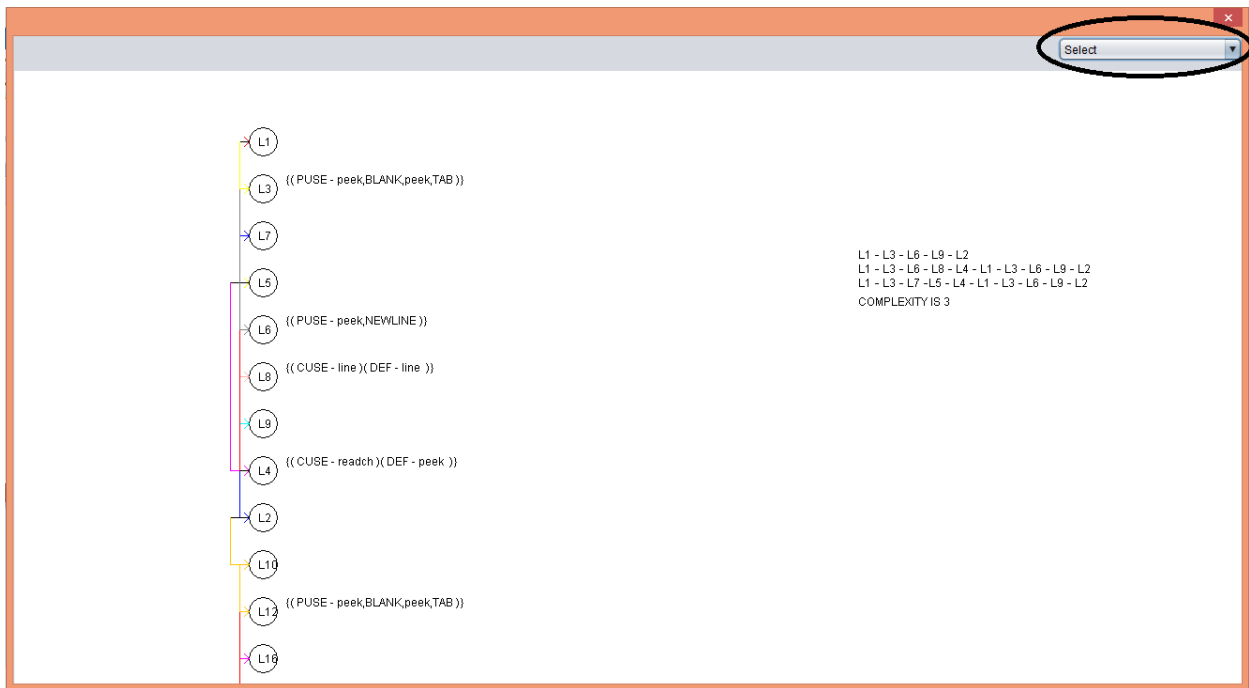 Select
L1
L3 {( PUSE - peek,BLANK,peek,TAB )}
L7
L5
L6 {( PUSE - peek,NEWLINE )}
L8 {( CUSE - line )( DEF - line )}
L9
L4 {( CUSE - readch )( DEF - peek )}
L2
L10
L12 {( PUSE - peek,BLANK,peek,TAB )}
L16
L1 - L3 - L6 - L9 - L2
L1 - L3 - L6 - L8 - L4 - L1 - L3 - L6 - L9 - L2
L1 - L3 - L7 -L5 - L4 - L1 - L3 - L6 - L9 - L2
COMPLEXITY IS 3